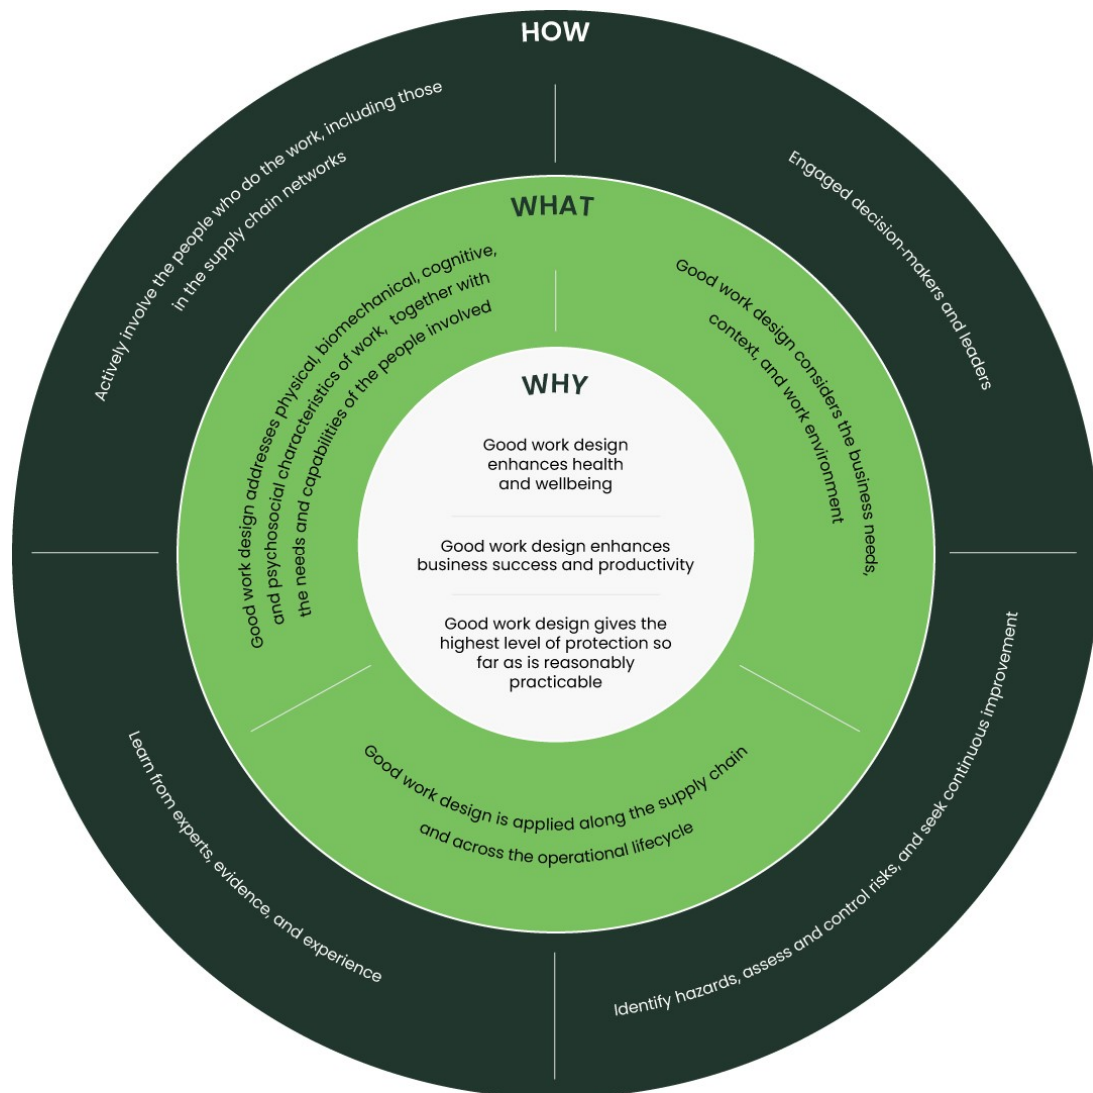 HOW
Actively involve the people who do the work, including those
in the supply chain networks
Engaged decision-makers and leaders
Identify hazards, assess and control risks, and seek continuous improvement
Learn from experts, evidence, and experience
WHAT
Good work design addresses physical, biomechanical, cognitive,
and psychosocial characteristics of work, together with
the needs and capabilities of the people involved
Good work design considers the business needs,
context, and work environment
Good work design is applied along the supply chain
and across the operational lifecycle
WHY
Good work design
enhances health
and wellbeing
Good work design enhances
business success and productivity
Good work design gives the
highest level of protection so
far as is reasonably
practicable